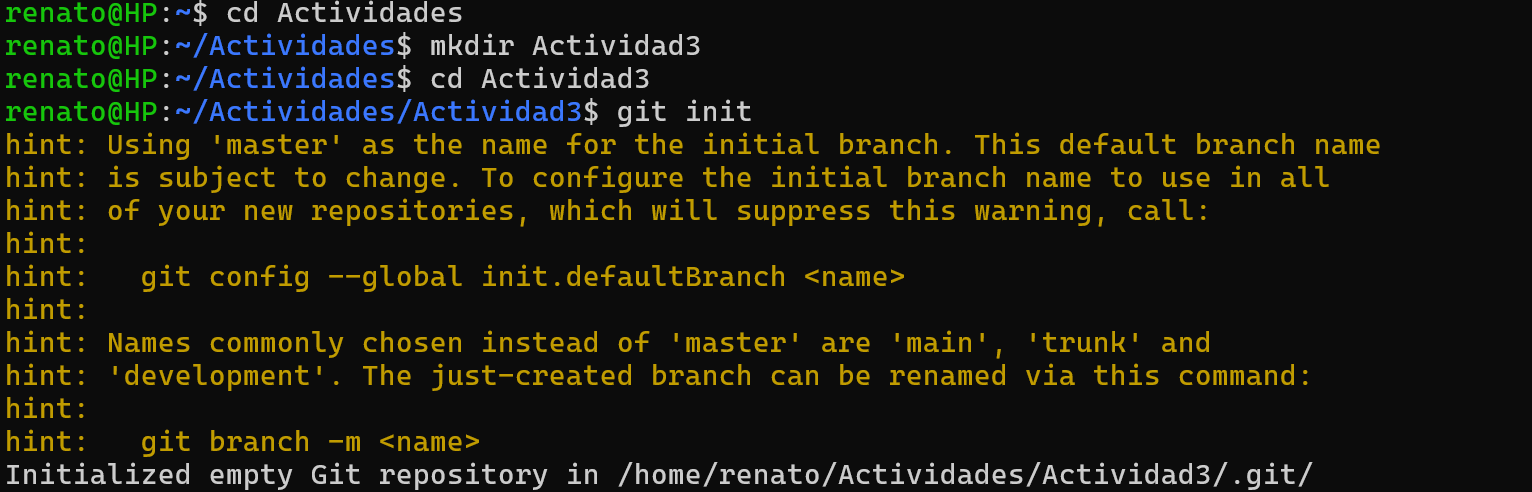 renato@HP:~$ cd Actividades
renato@HP:~/Actividades$ mkdir Actividad3
renato@HP:~/Actividades$ cd Actividad3
renato@HP:~/Actividades/Actividad3$ git init
hint: Using 'master' as the name for the initial branch. This default branch name
hint: is subject to change. To configure the initial branch name to use in all
hint: of your new repositories, which will suppress this warning, call:
hint:
hint:   git config --global init.defaultBranch <name>
hint:
hint: Names commonly chosen instead of 'master' are 'main', 'trunk' and
hint: 'development'. The just-created branch can be renamed via this command:
hint:
hint:   git branch -m <name>
Initialized empty Git repository in /home/renato/Actividades/Actividad3/.git/